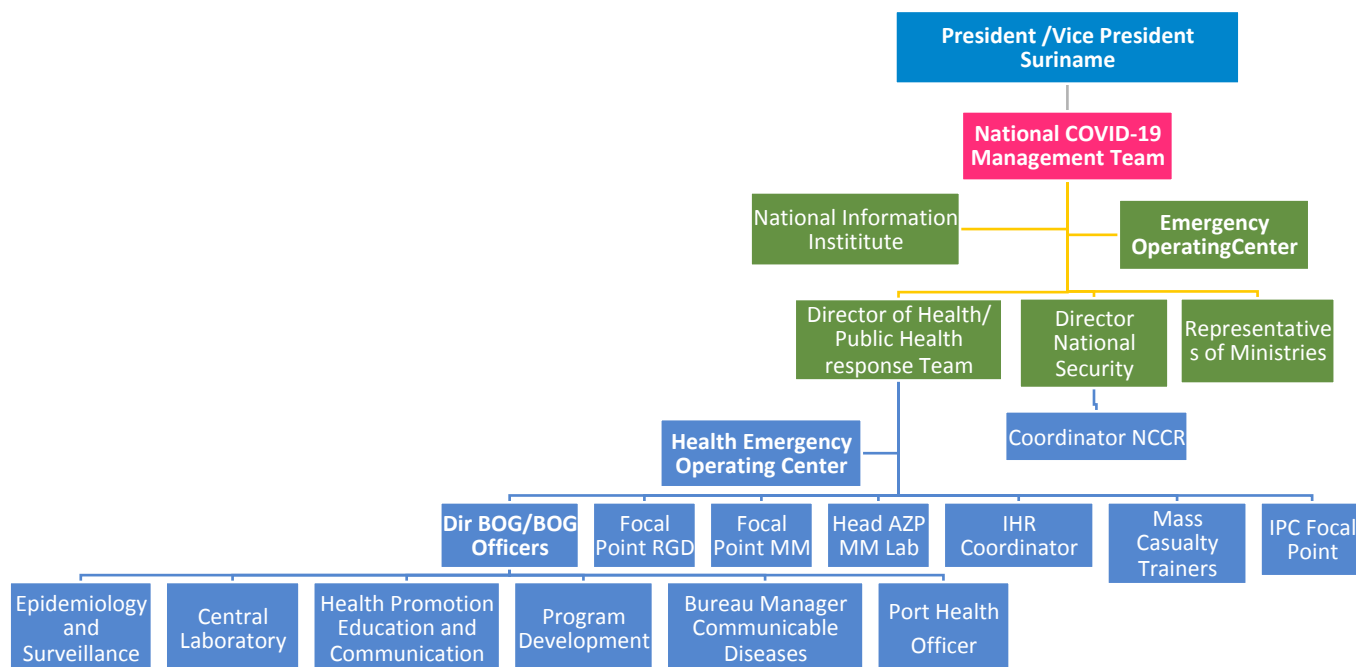 President /Vice President
Suriname
National COVID-19
Management Team
National Information
Instititute
Emergency
OperatingCenter
Director of Health/
Public Health
response Team
Director
National
Security
Representative
s of Ministries
Health Emergency
Operating Center
Coordinator NCCR
Dir BOG/BOG
Officers
Focal
Point RGD
Focal
Point MM
Head AZP
MM Lab
IHR
Coordinator
Mass
Casualty
Trainers
IPC Focal
Point
Epidemiology
and
Surveillance
Central
Laboratory
Health Promotion
Education and
Communication
Program
Development
Bureau Manager
Communicable
Diseases
Port Health
Officer